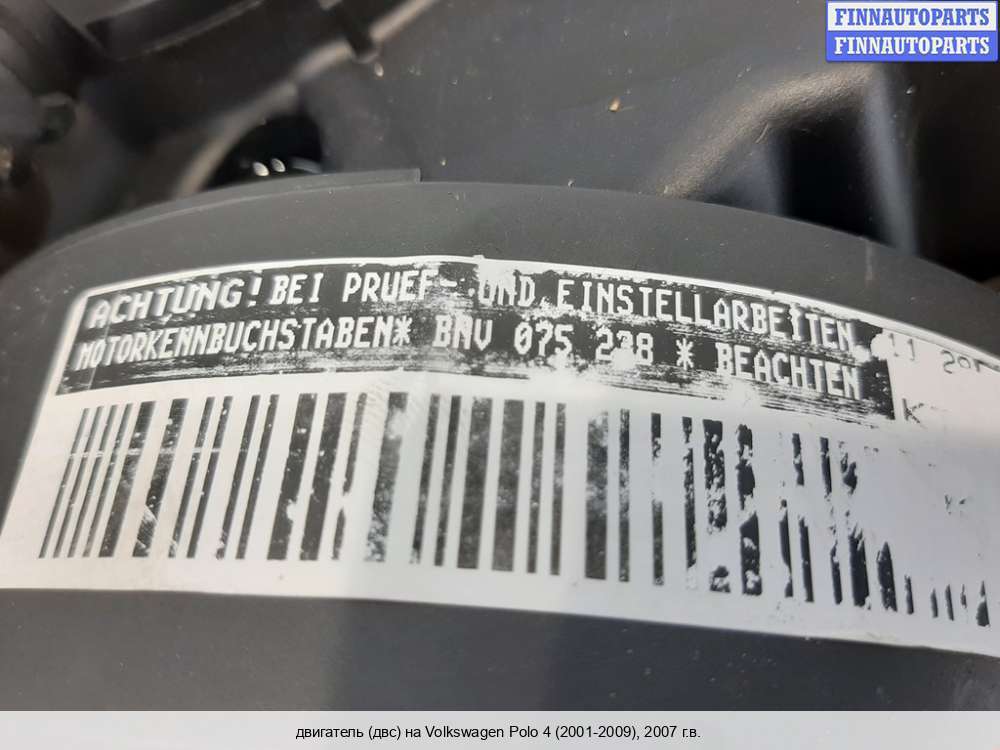 FINNAUTOPARTS
FINNAUTOPARTS
ACHTUNG! BEI PRUEF- UND EINSTELLARBEITEN
MOTORKENNBUCHSTABEN* BNV 075 238 * BEACHTEN
11
K
двигатель (двс) на Volkswagen Polo 4 (2001-2009), 2007 г.в.